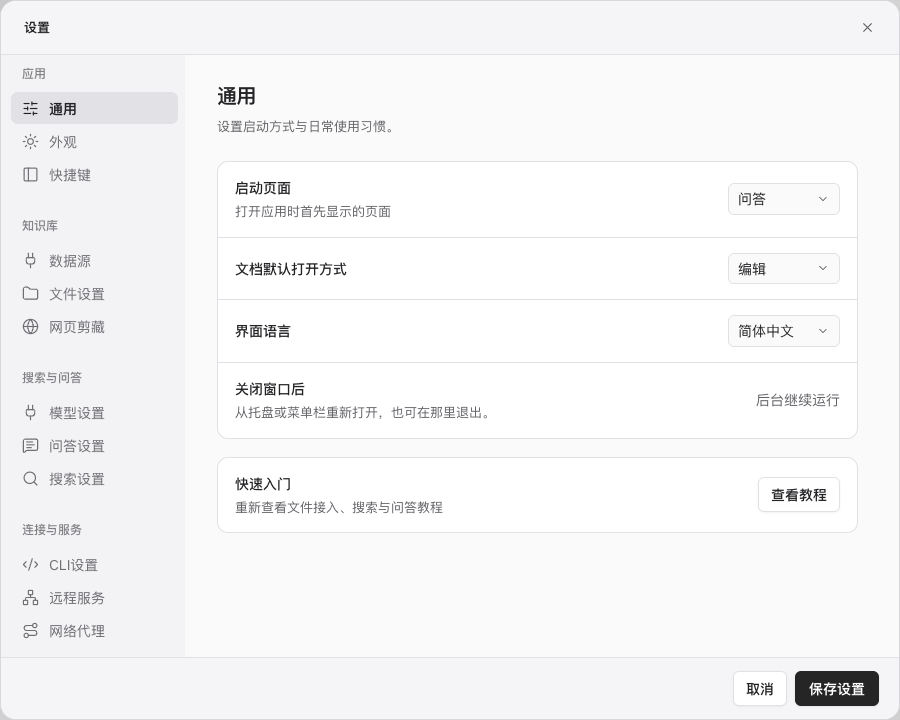 设置
应用
通用
外观
快捷键
知识库
数据源
文件设置
网页剪藏
搜索与问答
模型设置
问答设置
搜索设置
连接与服务
CLI设置
远程服务
网络代理
通用
设置启动方式与日常使用习惯。
启动页面
打开应用时首先显示的页面
问答
文档默认打开方式
编辑
界面语言
简体中文
关闭窗口后
从托盘或菜单栏重新打开，也可在那里退出。
后台继续运行
快速入门
重新查看文件接入、搜索与问答教程
查看教程
取消
保存设置